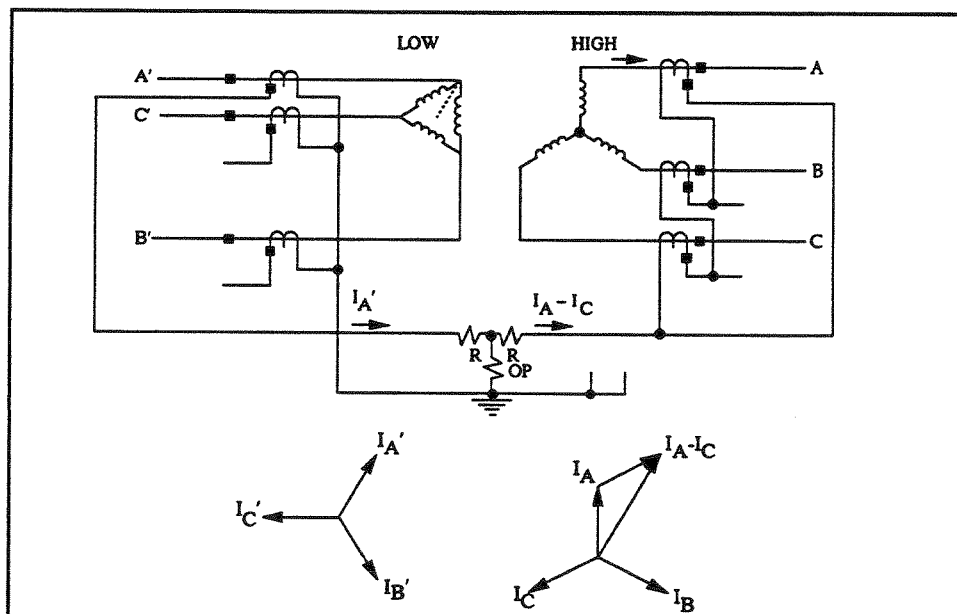 LOW HIGH
A' A
C'
B
B' C
I_A' I_A – I_C
R R
OP
I_A' I_A-I_C
I_A
I_C'
I_B' I_C I_B